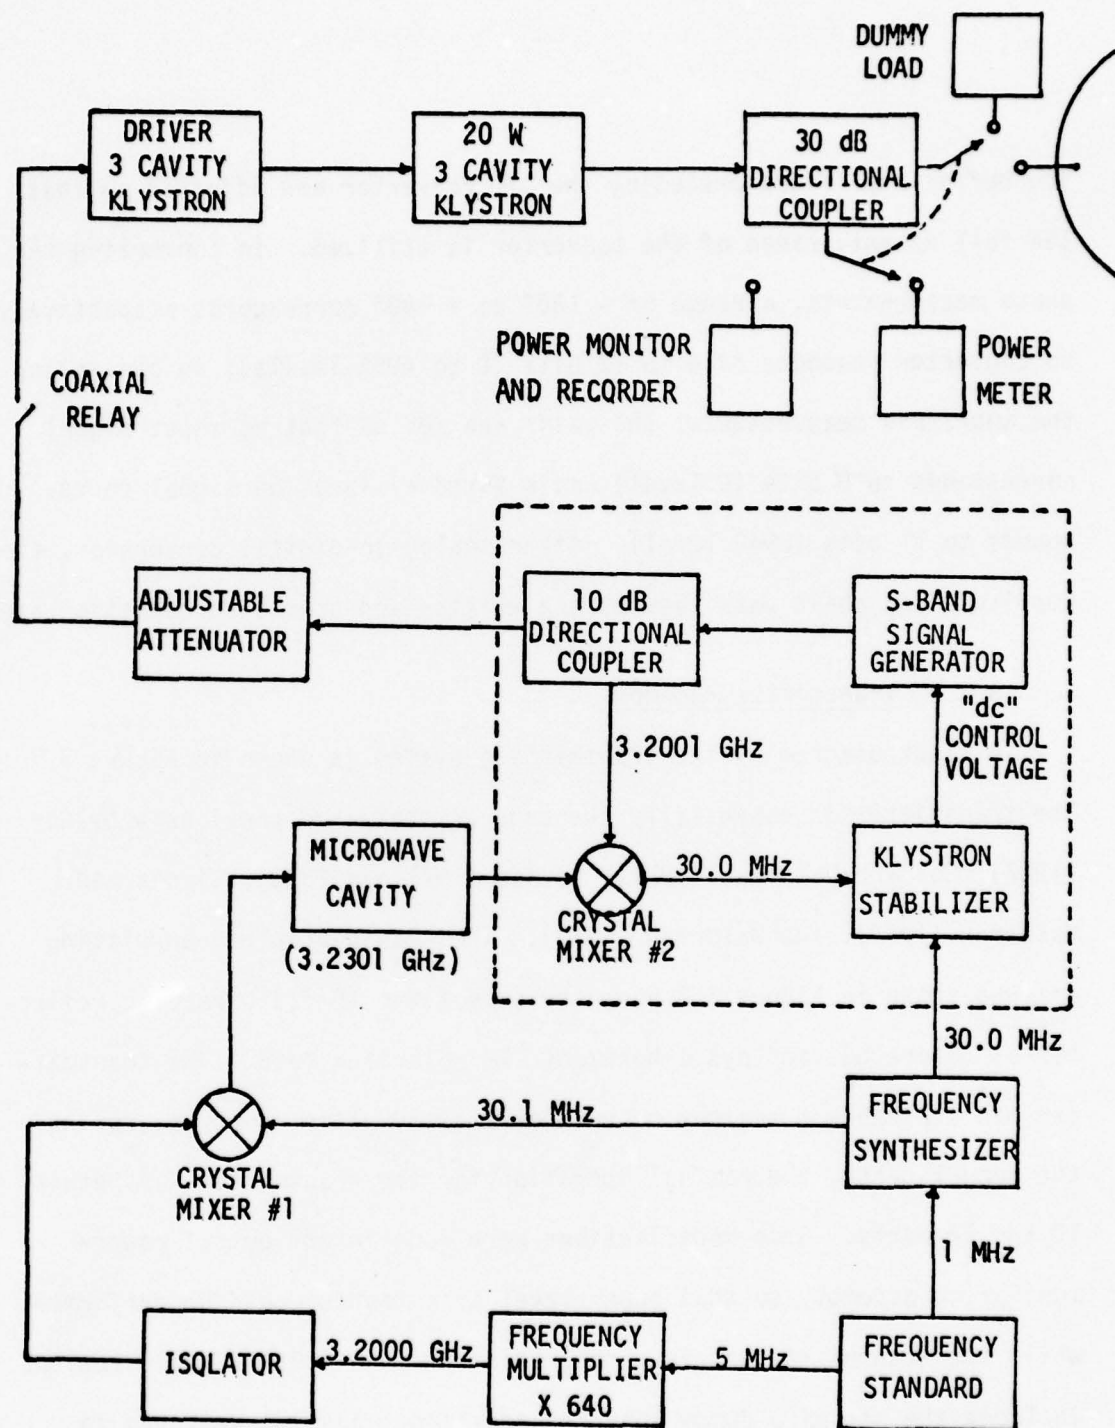 DUMMY
LOAD
DRIVER
3 CAVITY
KLYSTRON
20 W
3 CAVITY
KLYSTRON
30 dB
DIRECTIONAL
COUPLER
POWER MONITOR
AND RECORDER
POWER
METER
COAXIAL
RELAY
ADJUSTABLE
ATTENUATOR
10 dB
DIRECTIONAL
COUPLER
S-BAND
SIGNAL
GENERATOR
"dc"
CONTROL
VOLTAGE
3.2001 GHz
MICROWAVE
CAVITY
(3.2301 GHz)
CRYSTAL
MIXER #2
30.0 MHz
KLYSTRON
STABILIZER
30.0 MHz
CRYSTAL
MIXER #1
30.1 MHz
FREQUENCY
SYNTHESIZER
1 MHz
ISOLATOR
3.2000 GHz
FREQUENCY
MULTIPLIER
X 640
5 MHz
FREQUENCY
STANDARD